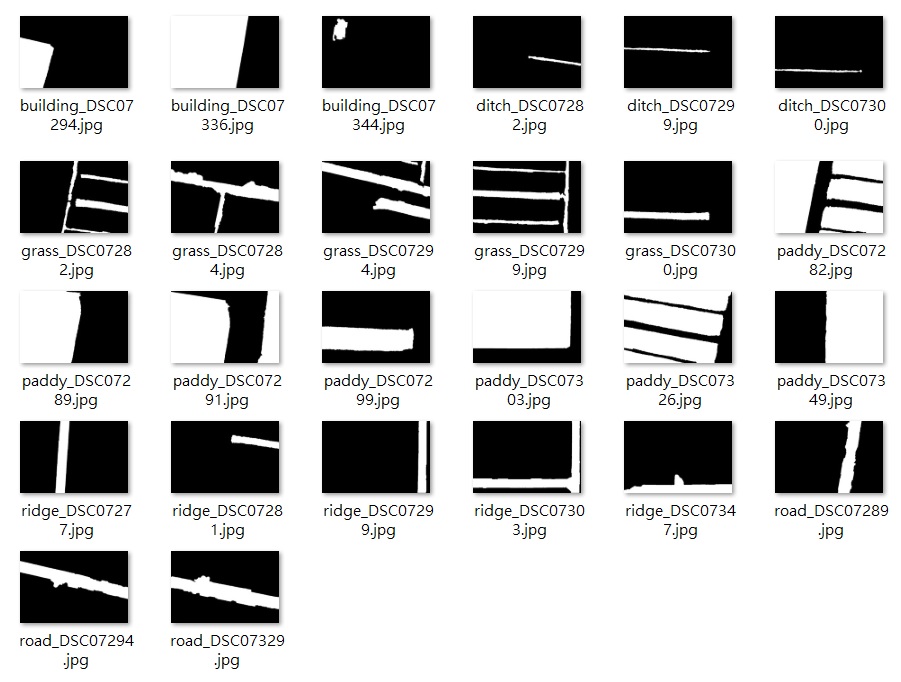 building_DSC07 building_DSC07 building_DSC07 ditch_DSC0728 ditch_DSC0729 ditch_DSC0730
294.jpg 336.jpg 344.jpg 2.jpg 9.jpg 0.jpg
grass_DSC0728 grass_DSC0728 grass_DSC0729 grass_DSC0729 grass_DSC0730 paddy_DSC072
2.jpg 4.jpg 4.jpg 9.jpg 0.jpg 82.jpg
paddy_DSC072 paddy_DSC072 paddy_DSC072 paddy_DSC073 paddy_DSC073 paddy_DSC073
89.jpg 91.jpg 99.jpg 03.jpg 26.jpg 49.jpg
ridge_DSC0727 ridge_DSC0728 ridge_DSC0729 ridge_DSC0730 ridge_DSC0734 road_DSC07289
7.jpg 1.jpg 9.jpg 3.jpg 7.jpg .jpg
road_DSC07294 road_DSC07329
.jpg .jpg